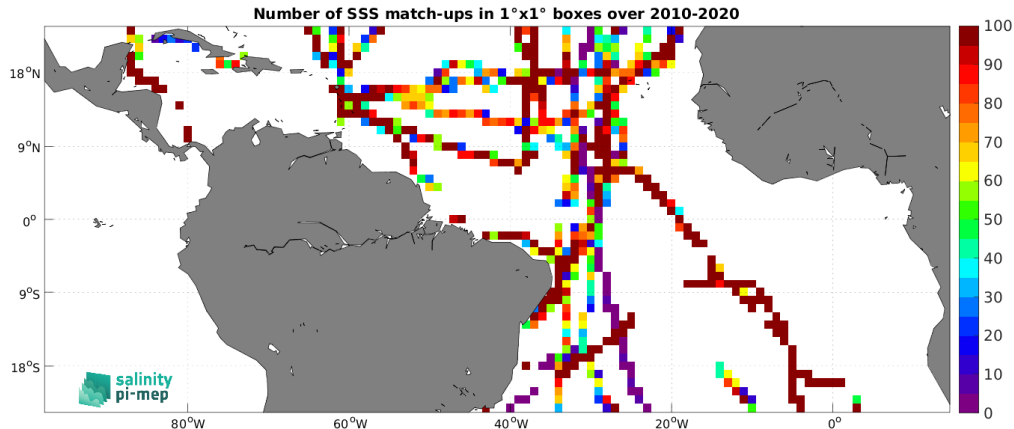 Number of SSS match-ups in 1°x1° boxes over 2010-2020
18°N
9°N
0°
9°S
18°S
80°W
60°W
40°W
20°W
0°
100
90
80
70
60
50
40
30
20
10
0
salinity
pi-mep